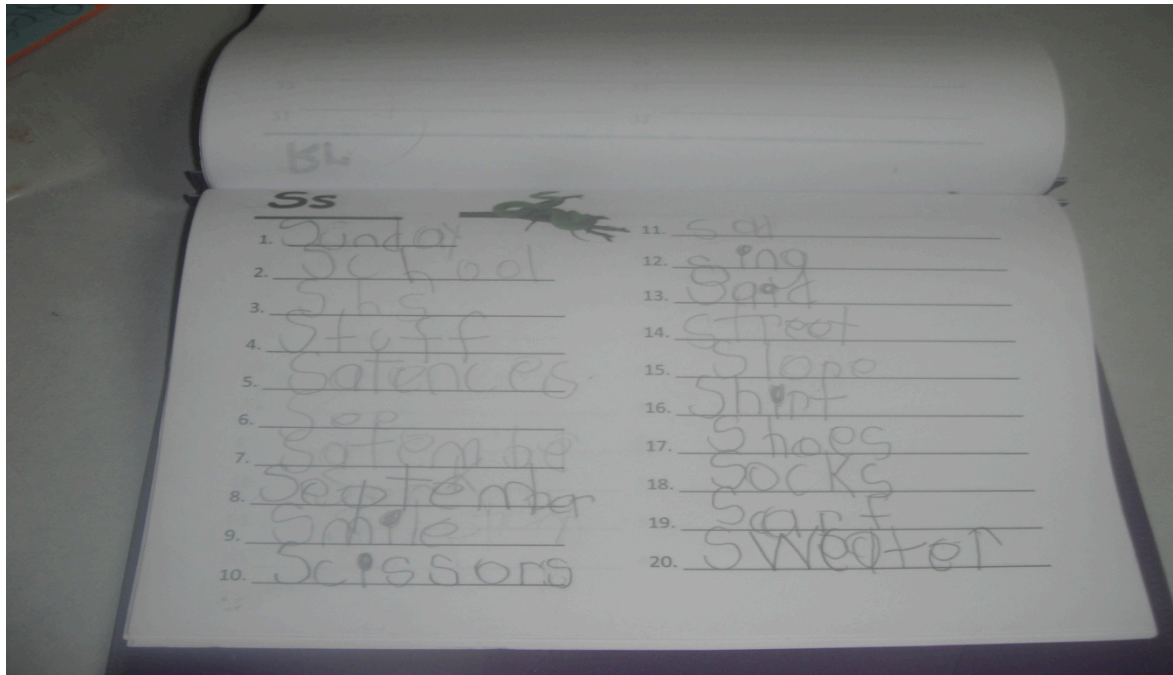 Ss
1. Sunday
2. School
3. Shs
4. Stuff
5. Satences
6. See
7.
8. September
9. Smile
10. Scissors
11. Sad
12. Sing
13. Said
14. Street
15. Slope
16. Shirt
17. Shoes
18. Socks
19. Scarf
20. Sweater